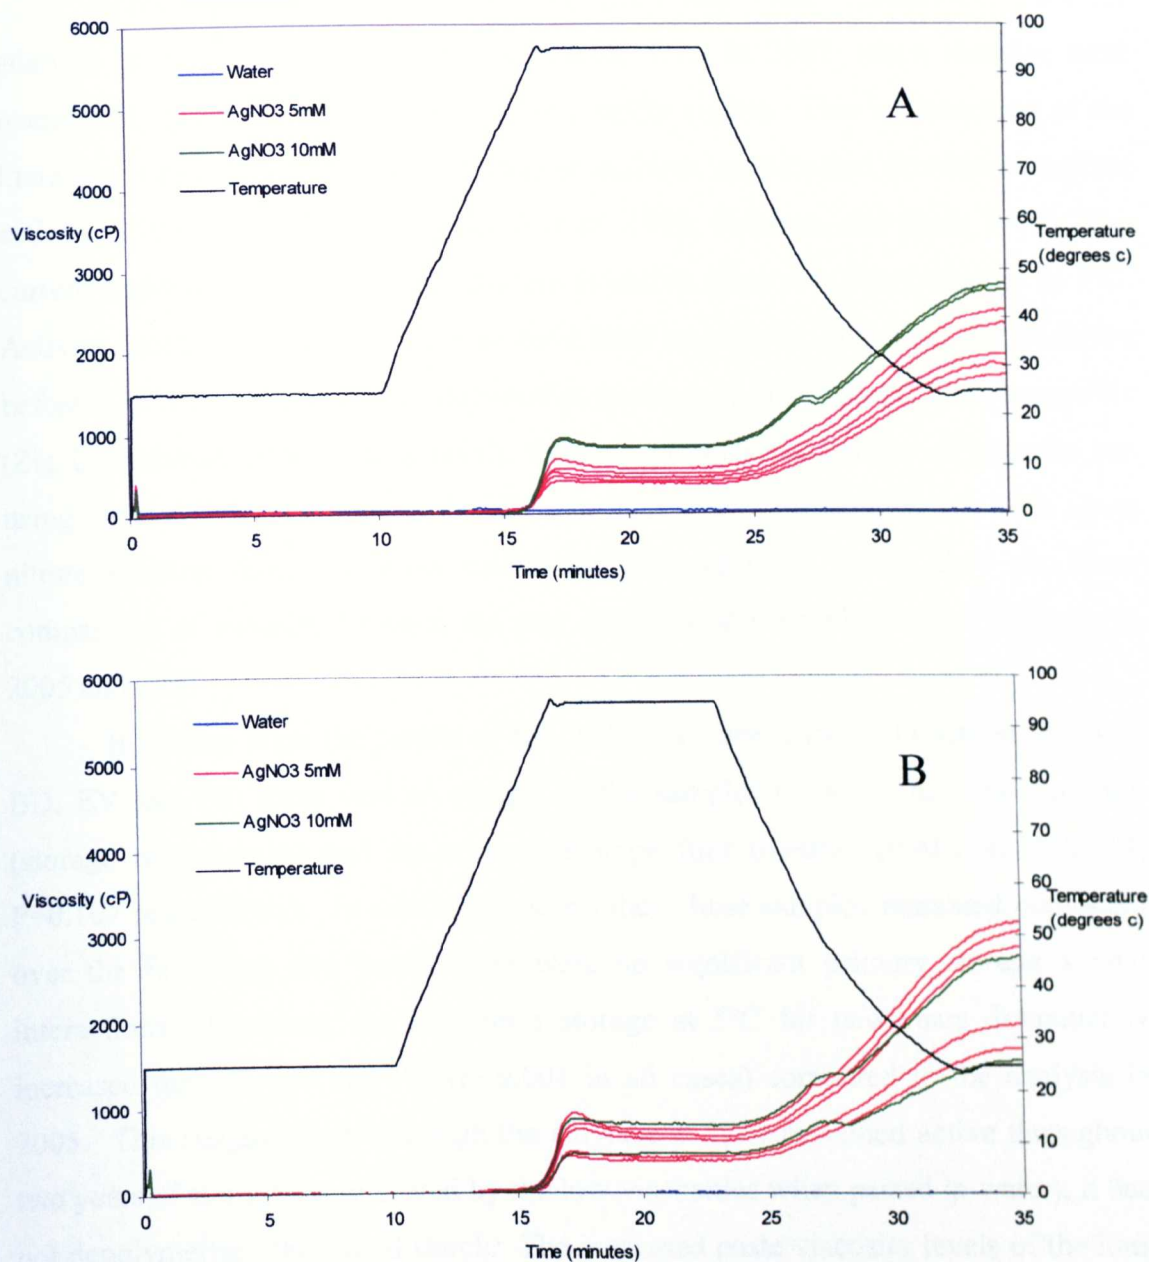 6000
5000
4000
Viscosity (cP)
3000
2000
1000
0
Water
AgNO3 5mM
AgNO3 10mM
Temperature
A
100
90
80
70
60
Temperature
(degrees c)
50
40
30
20
10
0
0 5 10 15 20 25 30 35
Time (minutes)
6000
5000
4000
Viscosity (cP)
3000
2000
1000
0
Water
AgNO3 5mM
AgNO3 10mM
Temperature
B
100
90
80
70
60
Temperature
(degrees c)
50
40
30
20
10
0
0 5 10 15 20 25 30 35
Time (minutes)